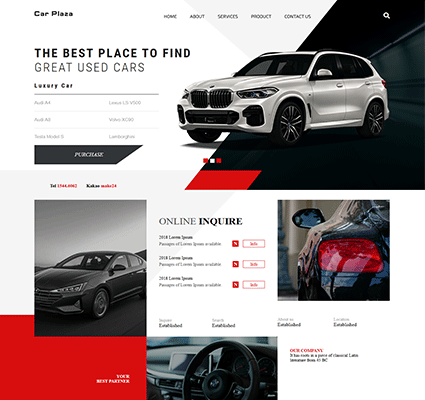 Car Plaza
HOME ABOUT SERVICES PRODUCT CONTACT US
THE BEST PLACE TO FIND
GREAT USED CARS
Luxury Car
Audi A4 Lexus LS-V500
Audi A3 Volvo XC90
Tesla Model S Lamborghin
PURCHASE
Tel 1544.6062 Kakao make24
ONLINE INQUIRE
2018 Lorem Ipsum
Passages of Lorem Ipsum available N Info
2018 Lorem Ipsum
Passages of Lorem Ipsum available N Info
2018 Lorem Ipsum
Passages of Lorem Ipsum available N Info
Established
Search
Established
About us
Established
Location
Established
YOUR
BEST PARTNER
OUR COMPANY
It has roots in a piece of classical Latin
literature from 45 BC